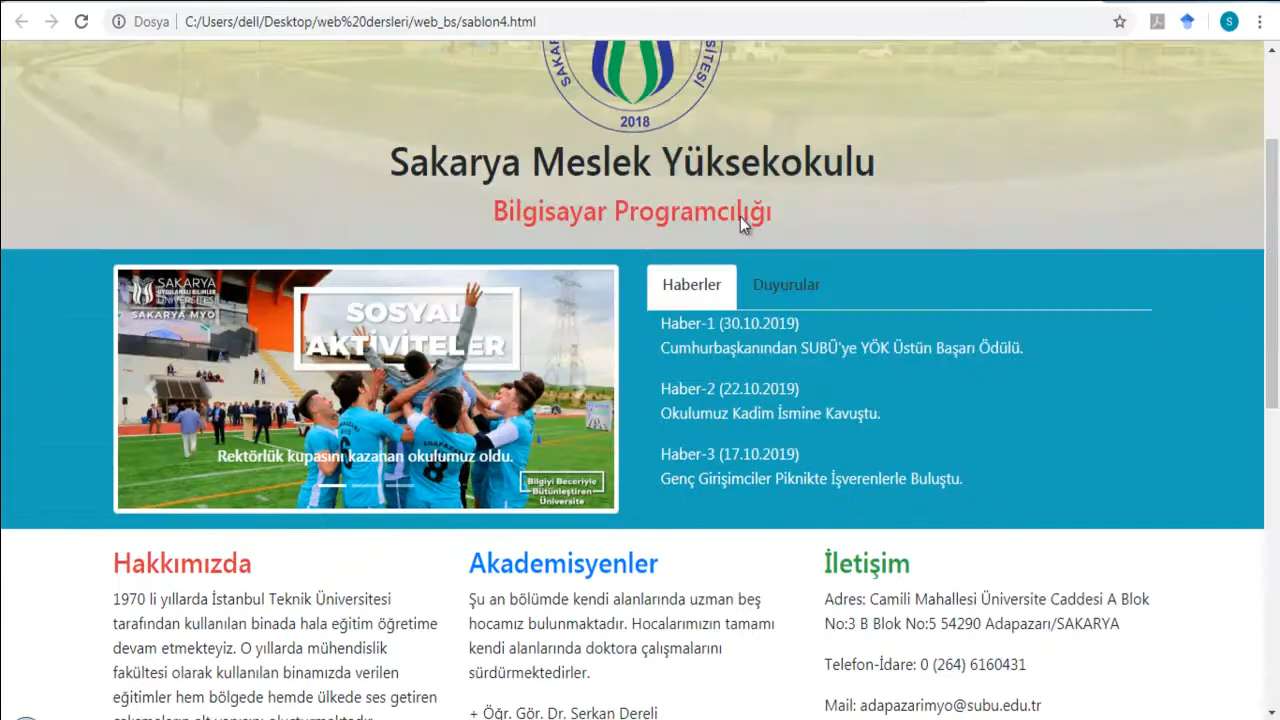 Dosya
C:/Users/dell/Desktop/web%20dersleri/web_bs/sablon4.html
S
2018
Sakarya Meslek Yüksekokulu
Bilgisayar Programcılığı
SAKARYA
UYGULAMALI BİLİMLER
ÜNİVERSİTESİ
SAKARYA MYO
SOSYAL
AKTİVİTELER
Rektörlük kupasını kazanan okulumuz oldu.
Bilgiyi Beceriyle
Bütünleştiren
Üniversite
Haberler
Duyurular
Haber-1 (30.10.2019)
Cumhurbaşkanından SUBÜ'ye YÖK Üstün Başarı Ödülü.
Haber-2 (22.10.2019)
Okulumuz Kadim İsmine Kavuştu.
Haber-3 (17.10.2019)
Genç Girişimciler Piknikte İşverenlerle Buluştu.
Hakkımızda
1970 li yıllarda İstanbul Teknik Üniversitesi
tarafından kullanılan binada hala eğitim öğretime
devam etmekteyiz. O yıllarda mühendislik
fakültesi olarak kullanılan binamızda verilen
eğitimler hem bölgede hemde ülkede ses getiren
Akademisyenler
Şu an bölümde kendi alanlarında uzman beş
hocamız bulunmaktadır. Hocalarımızın tamamı
kendi alanlarında doktora çalışmalarını
sürdürmektedirler.
+ Öğr. Gör. Dr. Serkan Dereli
İletişim
Adres: Camili Mahallesi Üniversite Caddesi A Blok
No:3 B Blok No:5 54290 Adapazarı/SAKARYA
Telefon-İdare: 0 (264) 6160431
Mail: adapazarimyo@subu.edu.tr